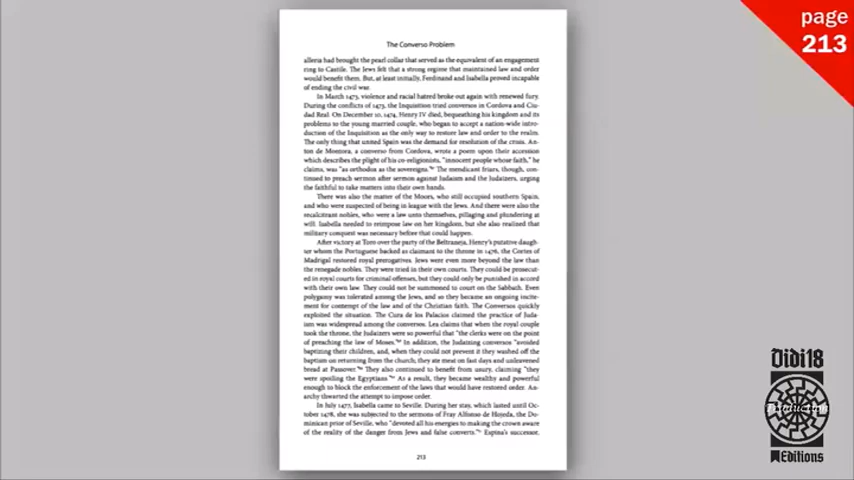 page
213
The Converso Problem
alleria had brought the pearl collar that served as the equivalent of an engagement
ring to Castile. The Jews felt that a strong regime that maintained law and order
would benefit them. But, at least initially, Ferdinand and Isabella proved incapable
of ending the civil war.
In March 1473, violence and racial hatred broke out again with renewed fury.
During the conflicts of 1473, the Inquisition tried conversos in Cordova and Ciu-
dad Real. On December 10, 1474, Henry IV died, bequeathing his kingdom and its
problems to the young married couple, who began to accept a nation-wide intro-
duction of the Inquisition as the only way to restore law and order to the realm.
The only thing that united Spain was the demand for resolution of the crisis. An-
ton de Montora, a converso from Cordova, wrote a poem upon their accession
which describes the plight of his co-religionists, "innocent people whose faith," he
claims, was "as orthodox as the sovereigns." The mendicant friars, though, con-
tinued to preach sermon after sermon against Judaism and the Judaizers, urging
the faithful to take matters into their own hands.
There was also the matter of the Moors, who still occupied southern Spain,
and who were suspected of being in league with the Jews. And there were also the
recalcitrant nobles, who were a law unto themselves, pillaging and plundering at
will. Isabella needed to reimpose law on her kingdom, but she also realized that
military conquest was necessary before that could happen.
After victory at Toro over the party of the Beltraneja, Henry's putative daugh-
ter whom the Portuguese backed as claimant to the throne in 1476, the Cortes of
Madrigal restored royal prerogatives. Jews were even more beyond the law than
the renegade nobles. They were tried in their own courts. They could be prosecut-
ed in royal courts for criminal offenses, but they could only be punished in accord
with their own law. They could not be summoned to court on the Sabbath. Even
polygamy was tolerated among the Jews, and so they became an ongoing incite-
ment for contempt of the law and of the Christian faith. The Conversos quickly
exploited the situation. The Cura de los Palacios claimed the practice of Juda-
ism was widespread among the conversos. Lea claims that when the royal couple
took the throne, the Judaizers were so powerful that "the clerks were on the point
of preaching the law of Moses." In addition, the Judaizing conversos "avoided
baptizing their children, and, when they could not prevent it they washed off the
baptism on returning from the church; they ate meat on fast days and unleavened
bread at Passover." They also continued to benefit from usury, claiming "they
were spoiling the Egyptians." As a result, they became wealthy and powerful
enough to block the enforcement of the laws that would have restored order. An-
archy thwarted the attempt to impose order.
In July 1477, Isabella came to Seville. During her stay, which lasted until Oc-
tober 1478, she was subjected to the sermons of Fray Alfonso de Hojeda, the Do-
minican prior of Seville, who "devoted all his energies to making the crown aware
of the reality of the danger from Jews and false converts." Espina's successor,
213
Didi18
Editions